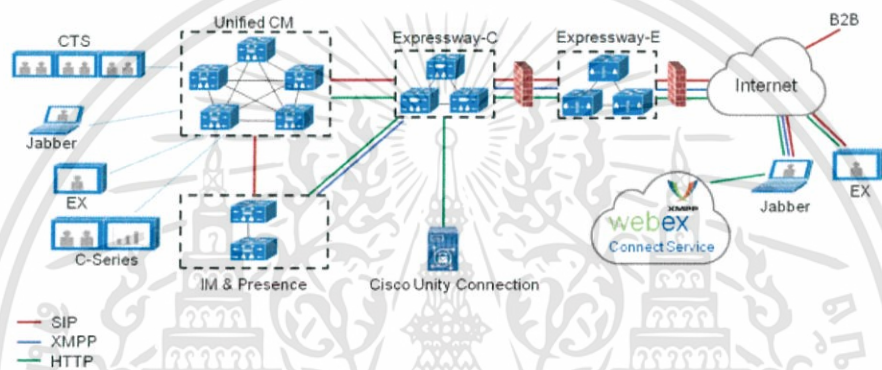 Unified CM
Expressway-C
Expressway-E
B2B
CTS
Internet
Jabber
EX
C-Series
IM & Presence
Cisco Unity Connection
XMPP
webex
Connect Service
Jabber
EX
SIP
XMPP
HTTP